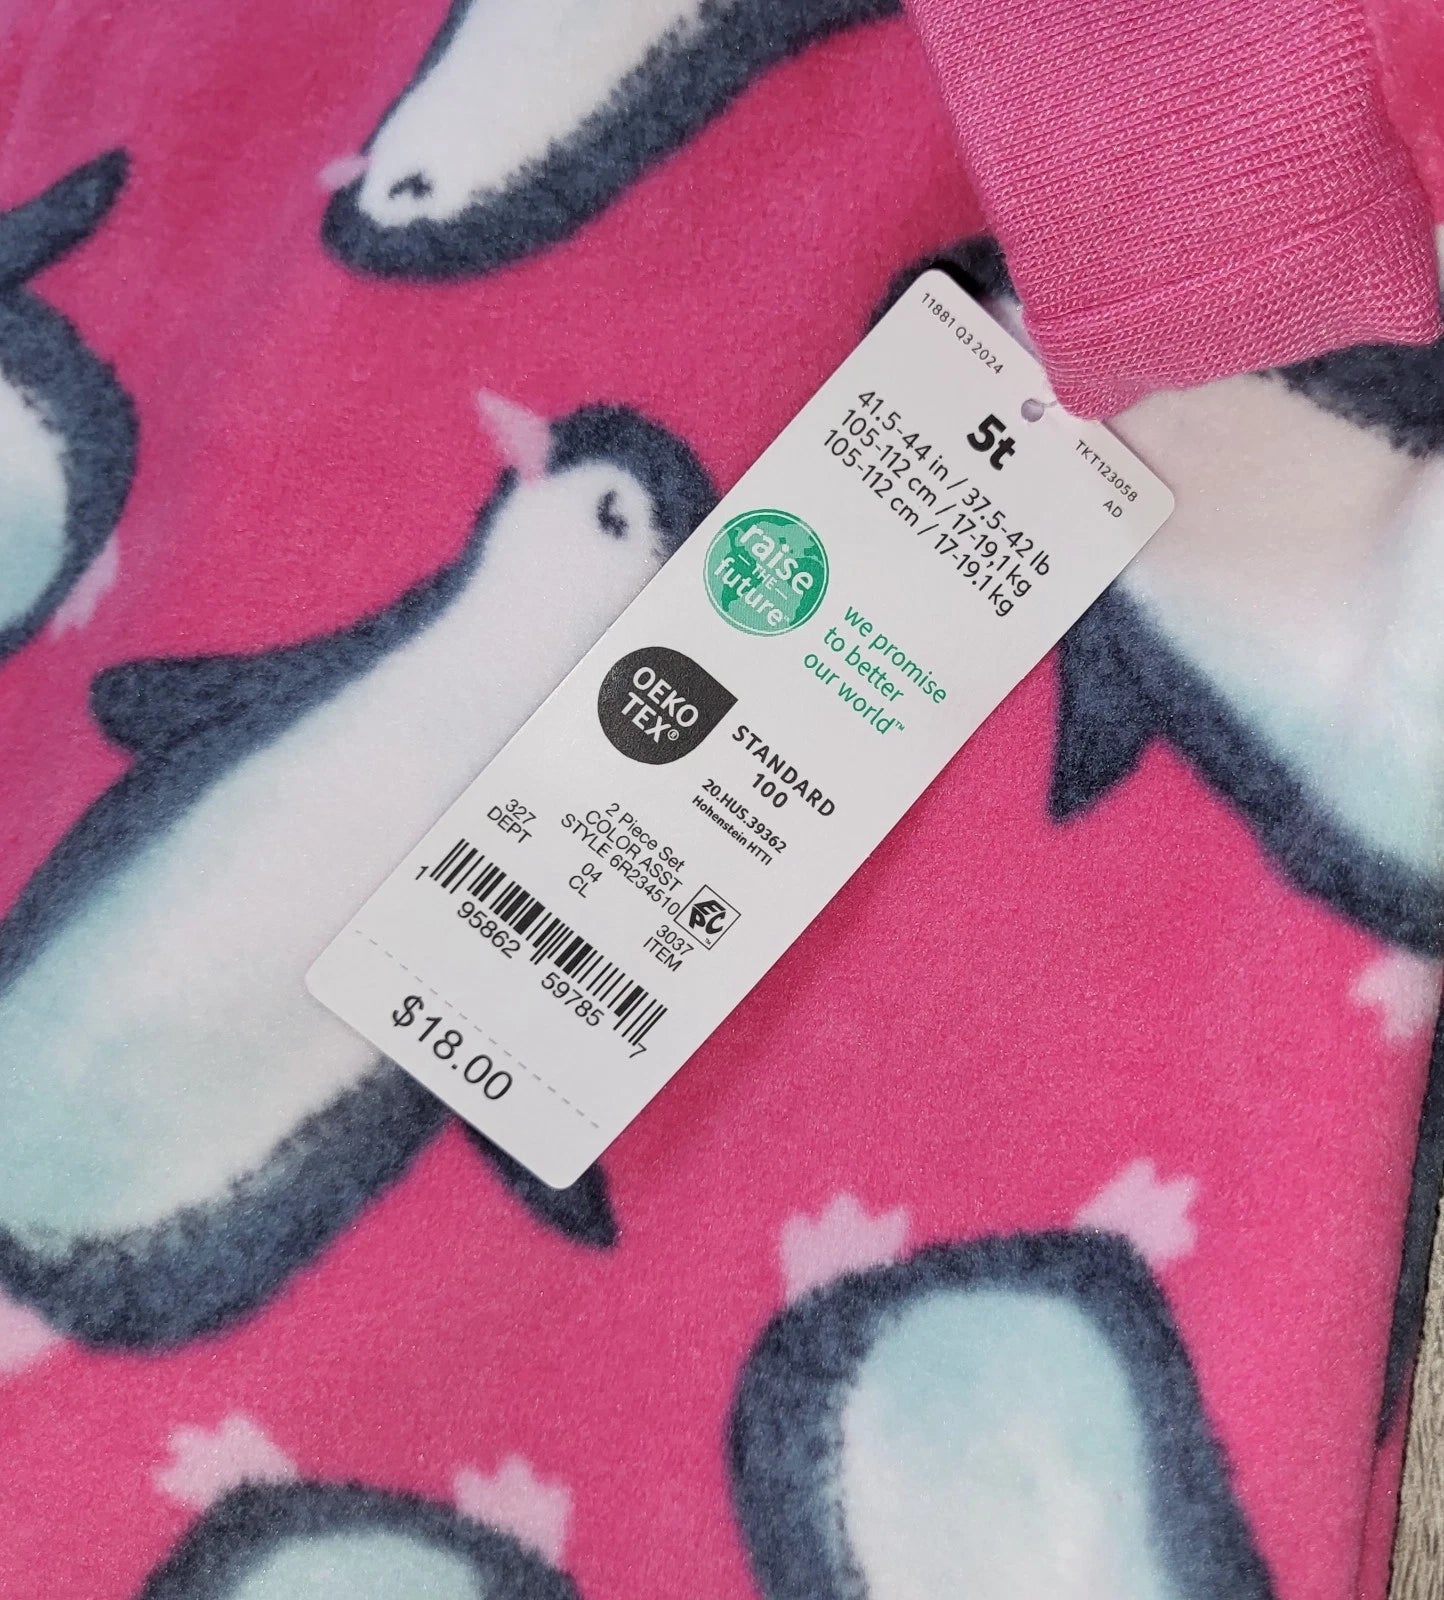 11881 Q3 2024
TKT123058
AD
5t
41.5-44 in / 37.5-42 lb
105-112 cm / 17-19,1 kg
105-112 cm / 17-19.1 kg
raise
THE
future™
we promise
to better
our world™
OEKO
TEX®
STANDARD
100
20.HUS.39362
Hohenstein HTTI
2 Piece Set
COLOR ASST
STYLE 6R234510
327
DEPT
04
CL
3037
ITEM
EPC™
1 95862 59785 7
$18.00